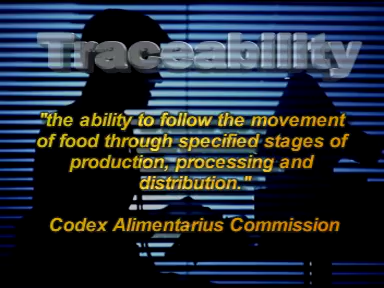 Traceability
"the ability to follow the movement
of food through specified stages of
production, processing and
distribution."
Codex Alimentarius Commission